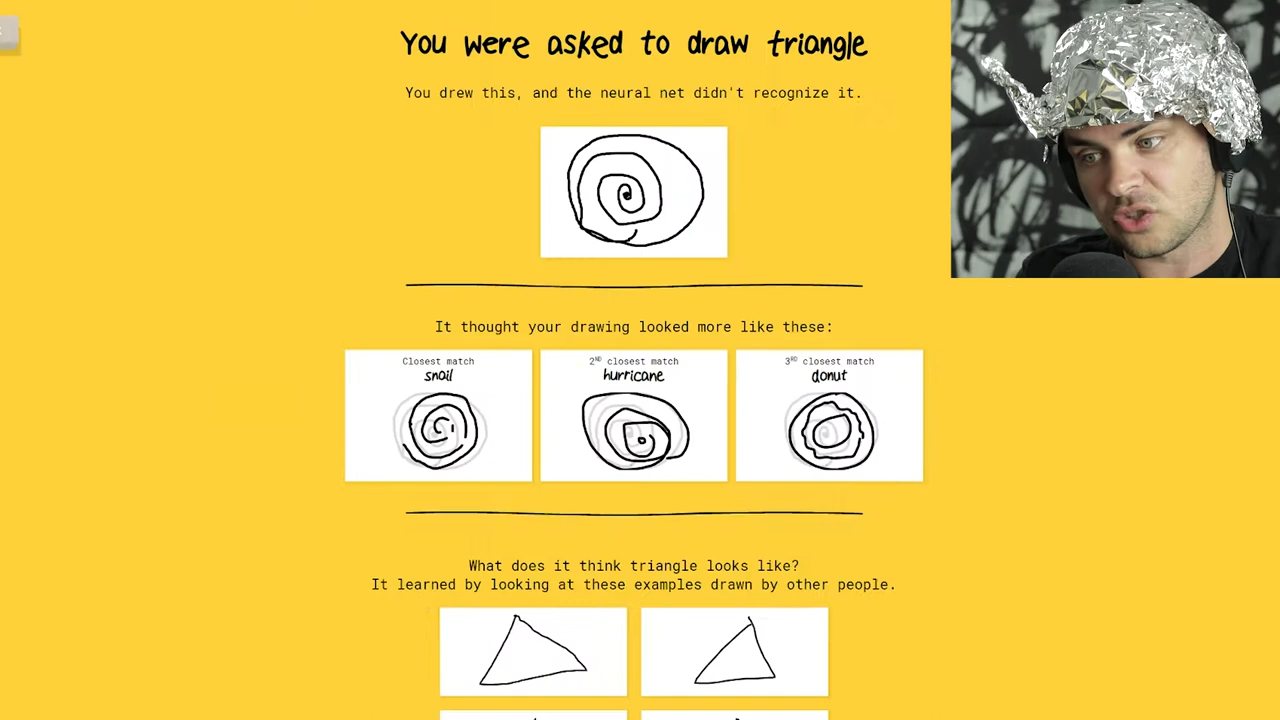 You were asked to draw triangle
You drew this, and the neural net didn't recognize it.
It thought your drawing looked more like these:
Closest match
snail
2ND closest match
hurricane
3RD closest match
donut
What does it think triangle looks like?
It learned by looking at these examples drawn by other people.